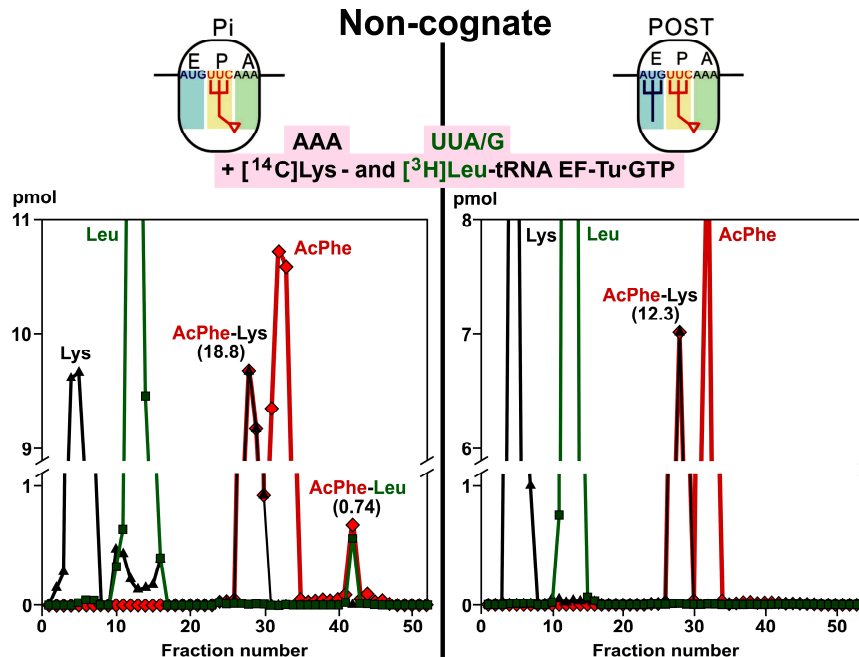 Non-cognate
Pi
POST
E P A
AUGUUCAAA
E P A
AUGUUCAAA
AAA UUA/G
+ [¹⁴C]Lys - and [³H]Leu-tRNA EF-Tu•GTP
pmol
11
10
9
1
0
Leu
Lys
AcPhe-Lys
(18.8)
AcPhe
AcPhe-Leu
(0.74)
0 10 20 30 40 50
Fraction number
pmol
8
7
6
1
0
Lys
Leu
AcPhe
AcPhe-Lys
(12.3)
0 10 20 30 40 50
Fraction number